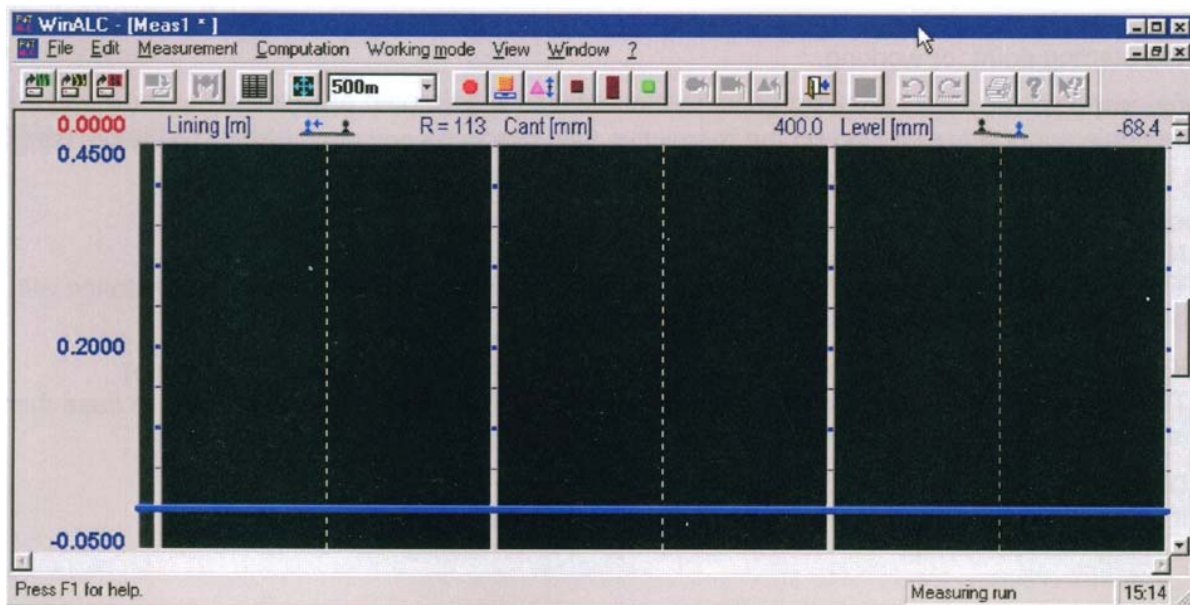 WinALC - [Meas1 * ]
File Edit Measurement Computation Working mode View Window ?
500m
0.0000 Lining [m] R = 113 Cant [mm] 400.0 Level [mm] -68.4
0.4500
0.2000
-0.0500
Press F1 for help. Measuring run 15:14